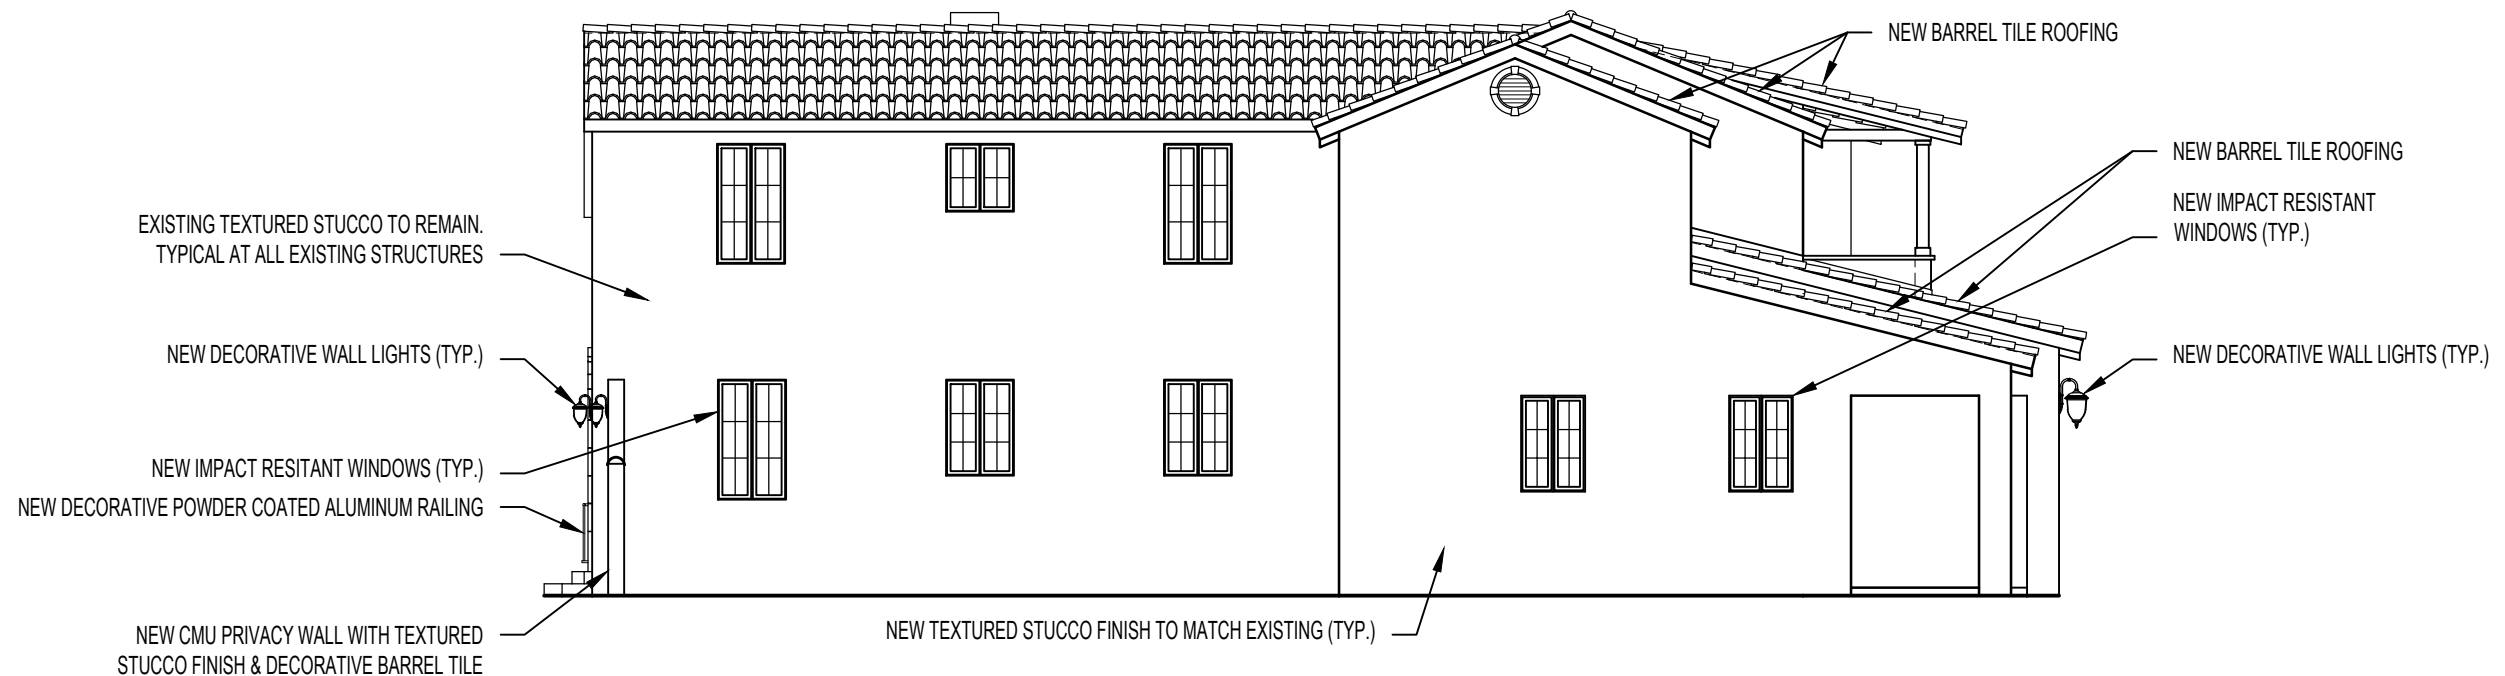 NEW BARREL TILE ROOFING
NEW BARREL TILE ROOFING
NEW IMPACT RESISTANT
WINDOWS (TYP.)
EXISTING TEXTURED STUCCO TO REMAIN.
TYPICAL AT ALL EXISTING STRUCTURES
NEW DECORATIVE WALL LIGHTS (TYP.)
NEW DECORATIVE WALL LIGHTS (TYP.)
NEW IMPACT RESITANT WINDOWS (TYP.)
NEW DECORATIVE POWDER COATED ALUMINUM RAILING
NEW CMU PRIVACY WALL WITH TEXTURED
STUCCO FINISH & DECORATIVE BARREL TILE
NEW TEXTURED STUCCO FINISH TO MATCH EXISTING (TYP.)